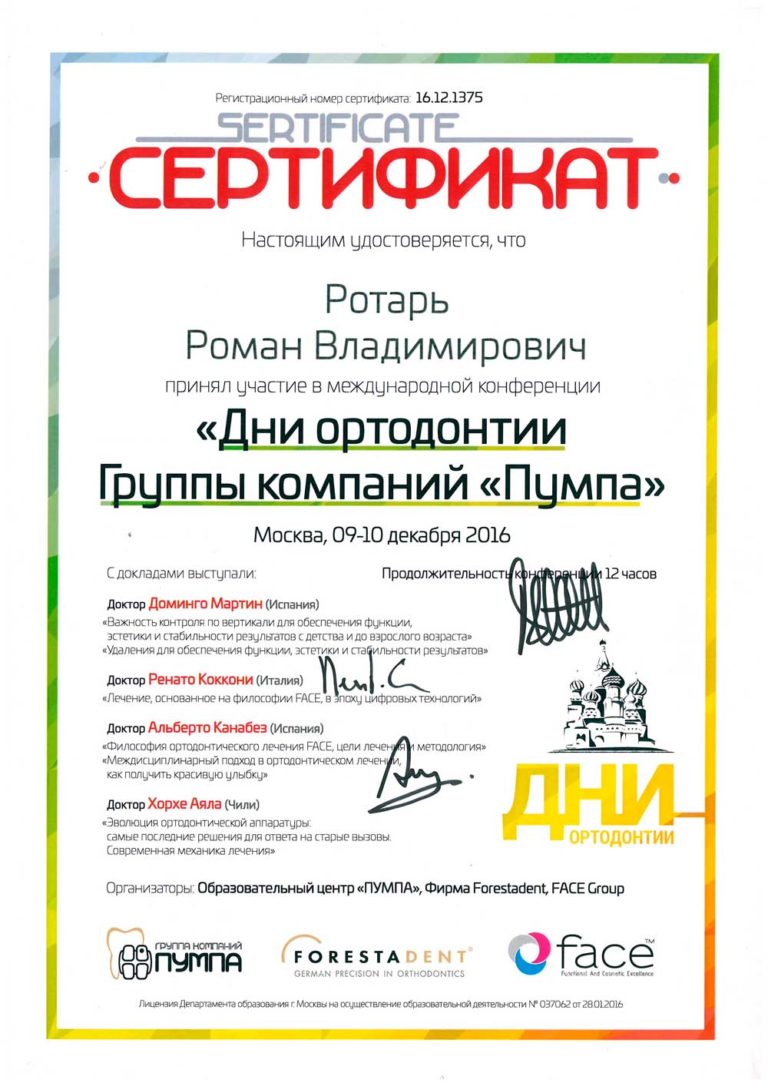 Регистрационный номер сертификата: 16.12.1375
SERTIFICATE
СЕРТИФИКАТ
Настоящим удостоверяется, что
Ротарь
Роман Владимирович
принял участие в международной конференции
«Дни ортодонтии
Группы компаний «Пумпа»
Москва, 09-10 декабря 2016
С докладами выступали:
Продолжительность конференции 12 часов
Доктор Доминго Мартин (Испания)
«Важность контроля по вертикали для обеспечения функции,
эстетики и стабильности результатов с детства и до взрослого возраста»
«Удаления для обеспечения функции, эстетики и стабильности результатов»
Доктор Ренато Коккони (Италия)
«Лечение, основанное на философии FACE, в эпоху цифровых технологий»
Доктор Альберто Канабез (Испания)
«Философия ортодонтического лечения FACE, цели лечения и методология»
«Междисциплинарный подход в ортодонтическом лечении,
как получить красивую улыбку»
Доктор Хорхе Аяла (Чили)
«Эволюция ортодонтической аппаратуры:
самые последние решения для ответа на старые вызовы.
Современная механика лечения»
ДНИ
ОРТОДОНТИИ
Организаторы: Образовательный центр «ПУМПА», Фирма Forestadent, FACE Group
ГРУППА КОМПАНИЙ
ПУМПА
FORESTADENT®
GERMAN PRECISION IN ORTHODONTICS
face™
Functional And Cosmetic Excellence
Лицензия Департамента образования г. Москвы на осуществление образовательной деятельности № 037062 от 28.01.2016